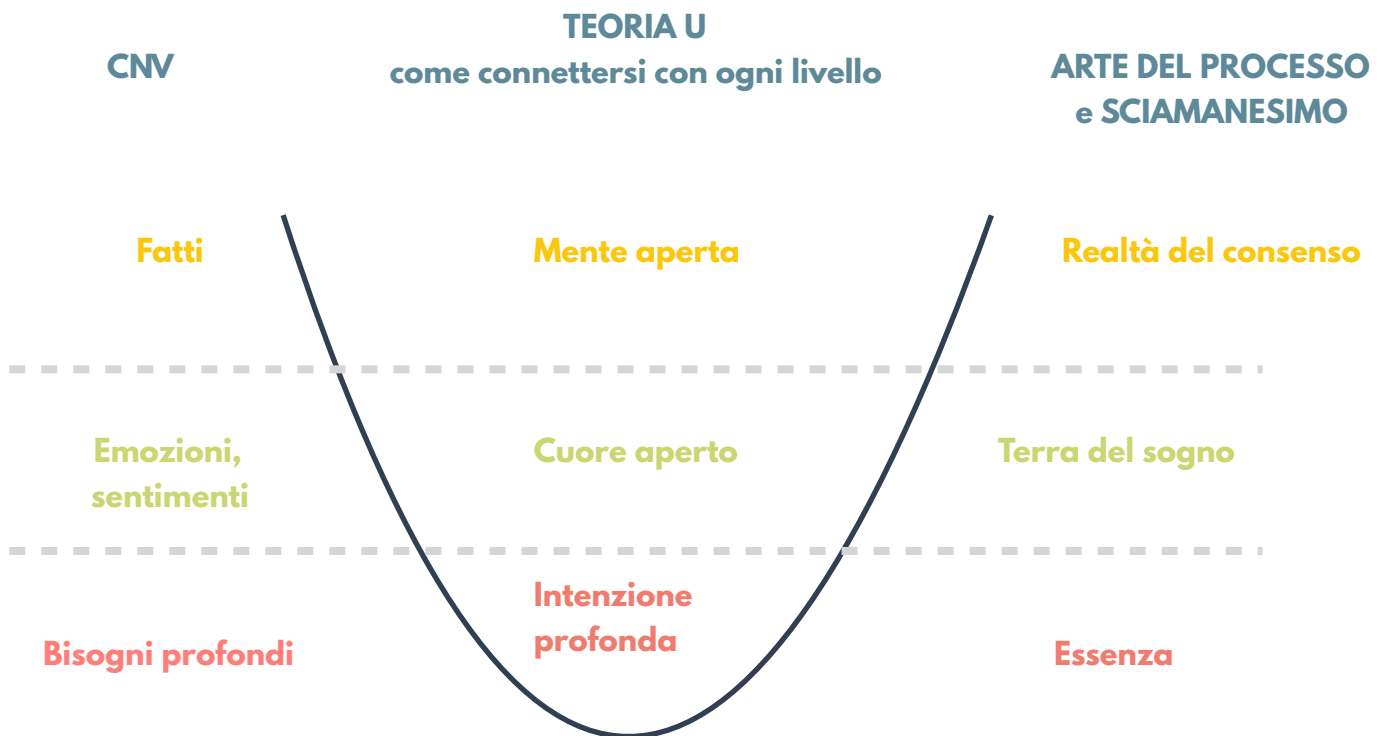 CNV
TEORIA U
come connettersi con ogni livello
ARTE DEL PROCESSO
e SCIAMANESIMO
Fatti
Mente aperta
Realtà del consenso
Emozioni,
sentimenti
Cuore aperto
Terra del sogno
Bisogni profondi
Intenzione
profonda
Essenza